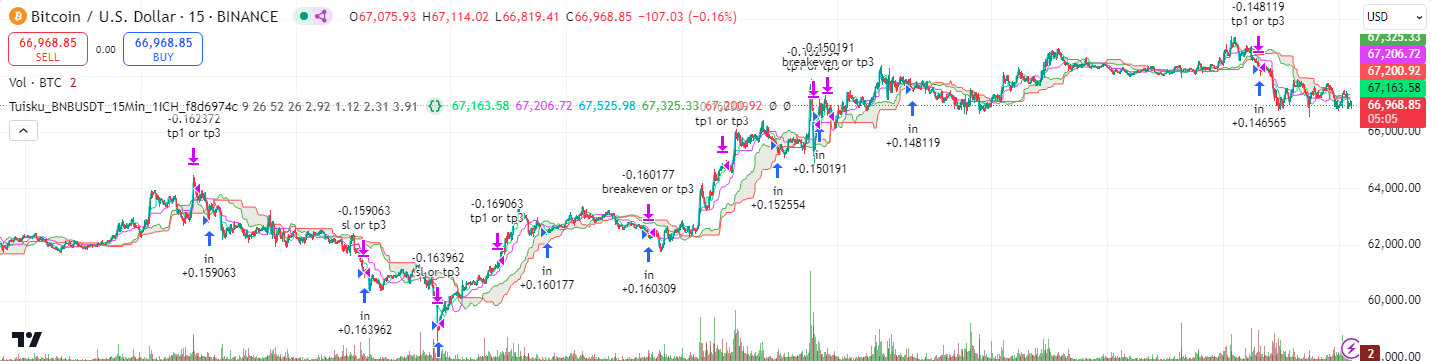 Bitcoin / U.S. Dollar · 15 · BINANCE O67,075.93 H67,114.02 L66,819.41 C66,968.85 −107.03 (−0.16%)
66,968.85 SELL
0.00
66,968.85 BUY
Vol · BTC 2
Tuisku_BNBUSDT_15Min_1ICH_f8d6974c 9 26 52 26 2.92 1.12 2.31 3.91 {} 67,163.58 67,206.72 67,525.98 67,325.33 67,200.92 Ø Ø
-0.162372
tp1 or tp3
in
+0.159063
-0.159063
sl or tp3
in
+0.163962
-0.163962
sl or tp3
-0.169063
tp1 or tp3
in
+0.160177
-0.160177
breakeven or tp3
in
+0.160309
tp1 or tp3
in
+0.152554
-0.150191
breakeven or tp3
in
+0.150191
in
+0.148119
-0.148119
tp1 or tp3
in
+0.146565
USD
67,325.33
67,206.72
67,200.92
67,163.58
66,968.85
05:05
66,000.00
64,000.00
62,000.00
60,000.00
2